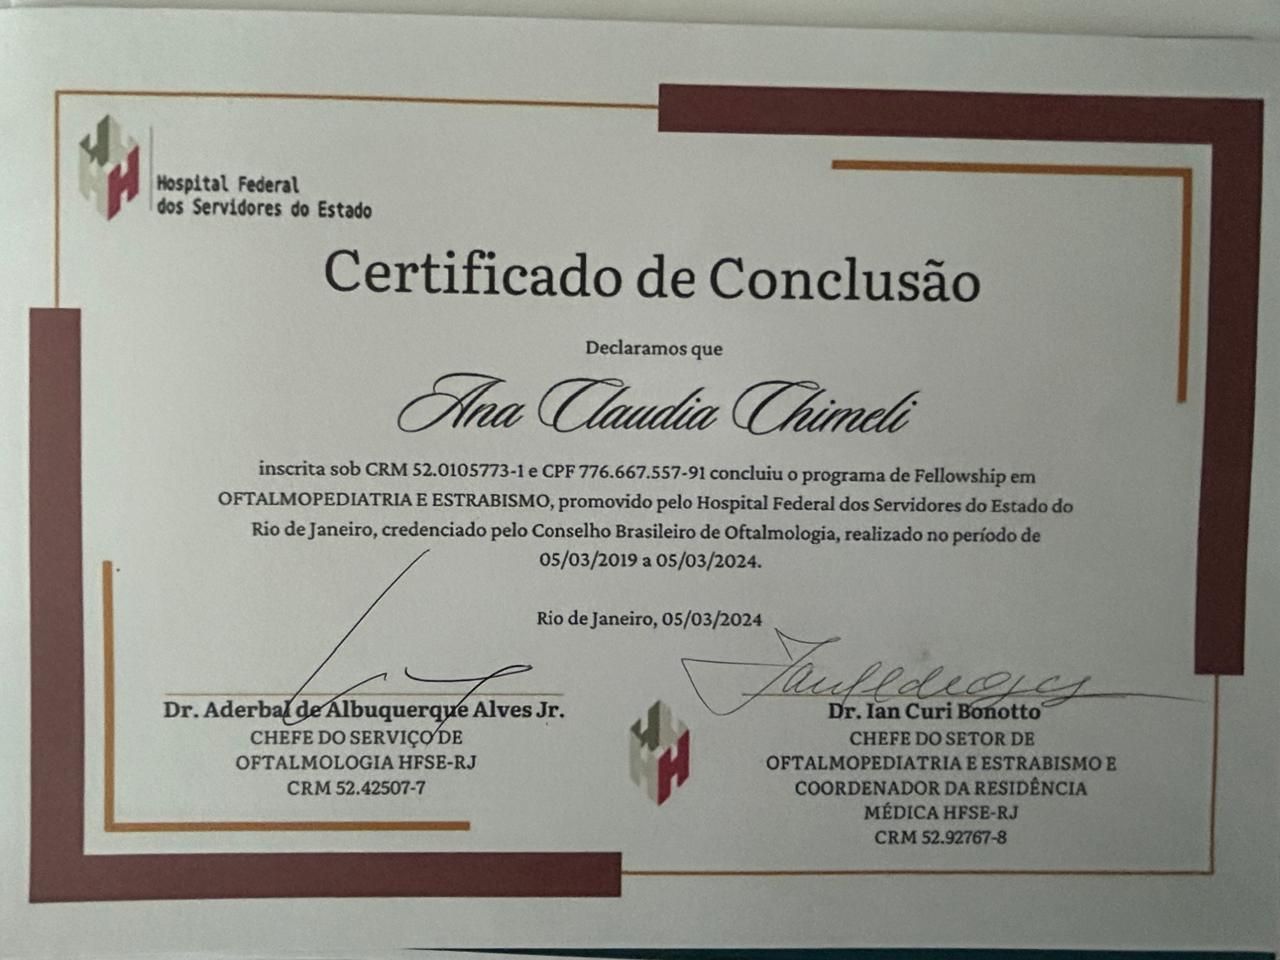 Hospital Federal
dos Servidores do Estado
Certificado de Conclusão
Declaramos que
Ana Claudia Chimeli
inscrita sob CRM 52.0105773-1 e CPF 776.667.557-91 concluiu o programa de Fellowship em
OFTALMOPEDIATRIA E ESTRABISMO, promovido pelo Hospital Federal dos Servidores do Estado do
Rio de Janeiro, credenciado pelo Conselho Brasileiro de Oftalmologia, realizado no período de
05/03/2019 a 05/03/2024.
Rio de Janeiro, 05/03/2024
Dr. Aderbal de Albuquerque Alves Jr.
CHEFE DO SERVIÇO DE
OFTALMOLOGIA HFSE-RJ
CRM 52.42507-7
Dr. Ian Curi Bonotto
CHEFE DO SETOR DE
OFTALMOPEDIATRIA E ESTRABISMO E
COORDENADOR DA RESIDÊNCIA
MÉDICA HFSE-RJ
CRM 52.92767-8